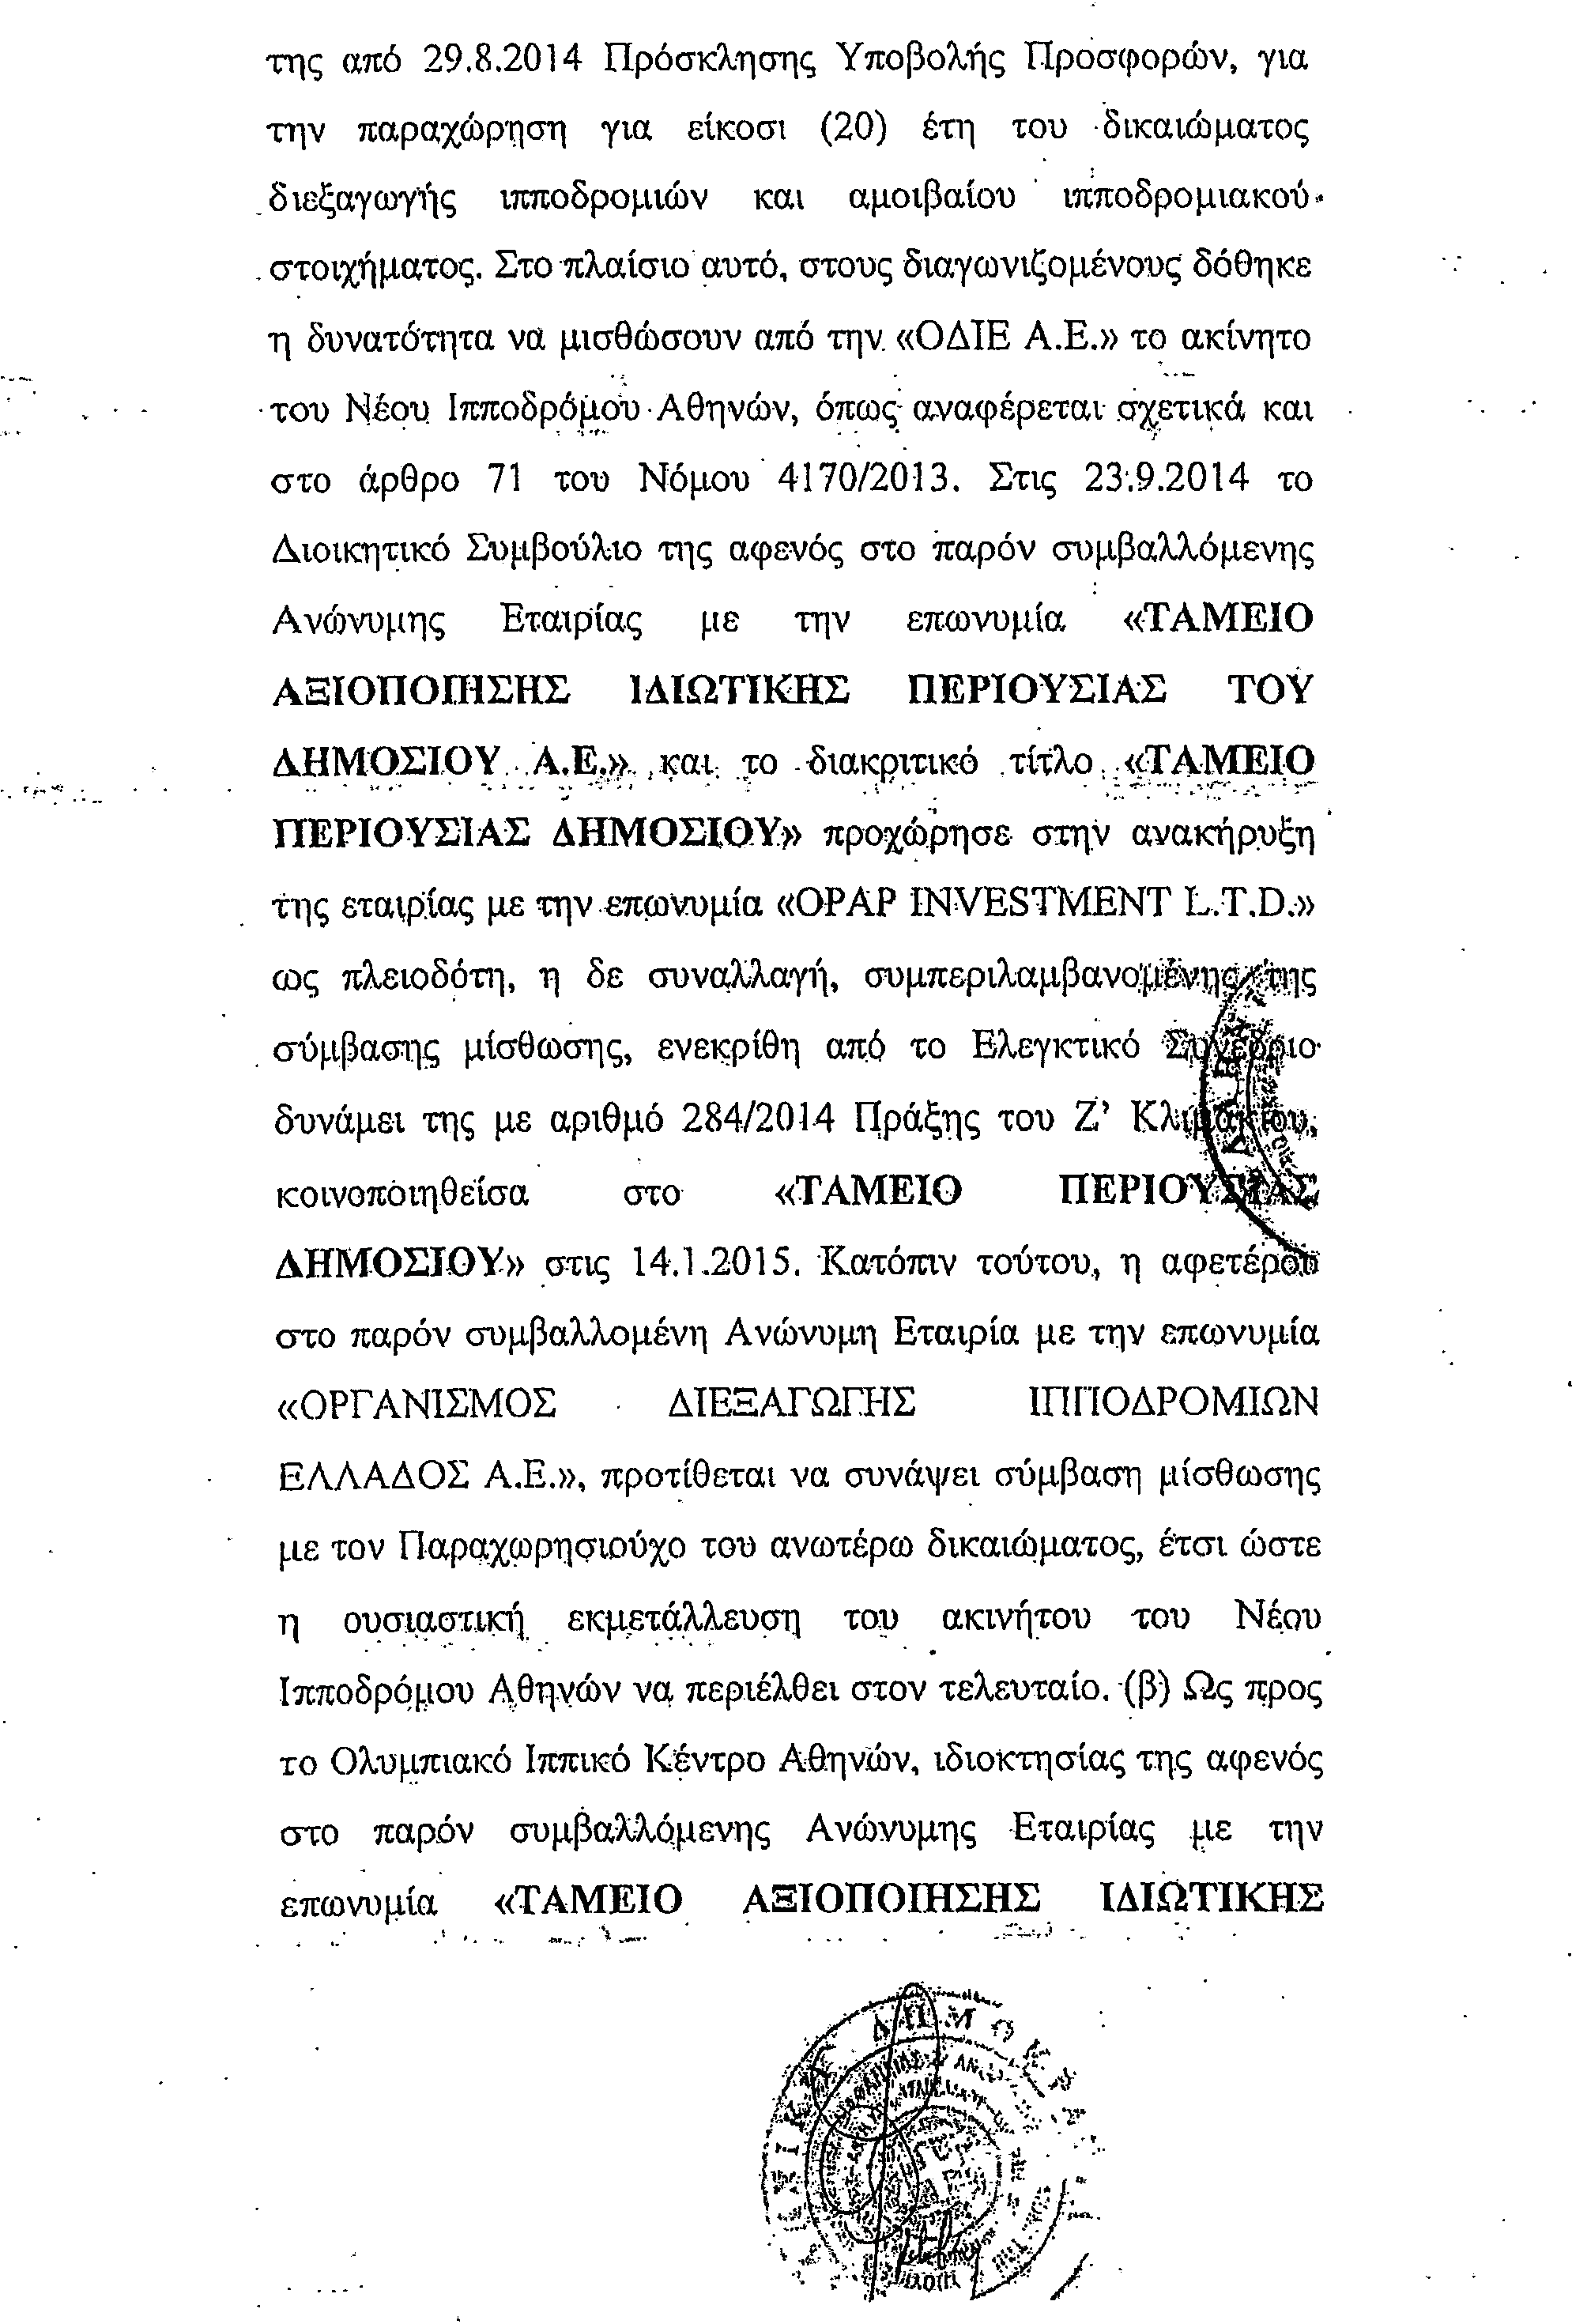 της από 29.8.2014 Πρόσκλησης Υποβολής Προσφορών, για
την παραχώρηση για είκοσι (20) έτη του δικαιώματος
διεξαγωγής ιπποδρομιών και αμοιβαίου ιπποδρομιακού
στοιχήματος. Στο πλαίσιο αυτό, στους διαγωνιζομένους δόθηκε
η δυνατότητα να μισθώσουν από την «ΟΔΙΕ Α.Ε.» το ακίνητο
του Νέου Ιπποδρόμου Αθηνών, όπως αναφέρεται σχετικά και
στο άρθρο 71 του Νόμου 4170/2013. Στις 23.9.2014 το
Διοικητικό Συμβούλιο της αφενός στο παρόν συμβαλλόμενης
Ανώνυμης Εταιρίας με την επωνυμία «ΤΑΜΕΙΟ
ΑΞΙΟΠΟΙΗΣΗΣ ΙΔΙΩΤΙΚΗΣ ΠΕΡΙΟΥΣΙΑΣ ΤΟΥ
ΔΗΜΟΣΙΟΥ Α.Ε.» και το διακριτικό τίτλο «ΤΑΜΕΙΟ
ΠΕΡΙΟΥΣΙΑΣ ΔΗΜΟΣΙΟΥ» προχώρησε στην ανακήρυξη
της εταιρίας με την επωνυμία «OPAP INVESTMENT L.T.D.»
ως πλειοδότη, η δε συναλλαγή, συμπεριλαμβανομένης της
σύμβασης μίσθωσης, ενεκρίθη από το Ελεγκτικό Συνέδριο
δυνάμει της με αριθμό 284/2014 Πράξης του Ζ’ Κλιμακίου,
κοινοποιηθείσα στο «ΤΑΜΕΙΟ ΠΕΡΙΟΥΣΙΑΣ
ΔΗΜΟΣΙΟΥ» στις 14.1.2015. Κατόπιν τούτου, η αφετέρου
στο παρόν συμβαλλομένη Ανώνυμη Εταιρία με την επωνυμία
«ΟΡΓΑΝΙΣΜΟΣ ΔΙΕΞΑΓΩΓΗΣ ΙΠΠΟΔΡΟΜΙΩΝ
ΕΛΛΑΔΟΣ Α.Ε.», προτίθεται να συνάψει σύμβαση μίσθωσης
με τον Παραχωρησιούχο του ανωτέρω δικαιώματος, έτσι ώστε
η ουσιαστική εκμετάλλευση του ακινήτου του Νέου
Ιπποδρόμου Αθηνών να περιέλθει στον τελευταίο. (β) Ως προς
το Ολυμπιακό Ιππικό Κέντρο Αθηνών, ιδιοκτησίας της αφενός
στο παρόν συμβαλλόμενης Ανώνυμης Εταιρίας με την
επωνυμία «ΤΑΜΕΙΟ ΑΞΙΟΠΟΙΗΣΗΣ ΙΔΙΩΤΙΚΗΣ